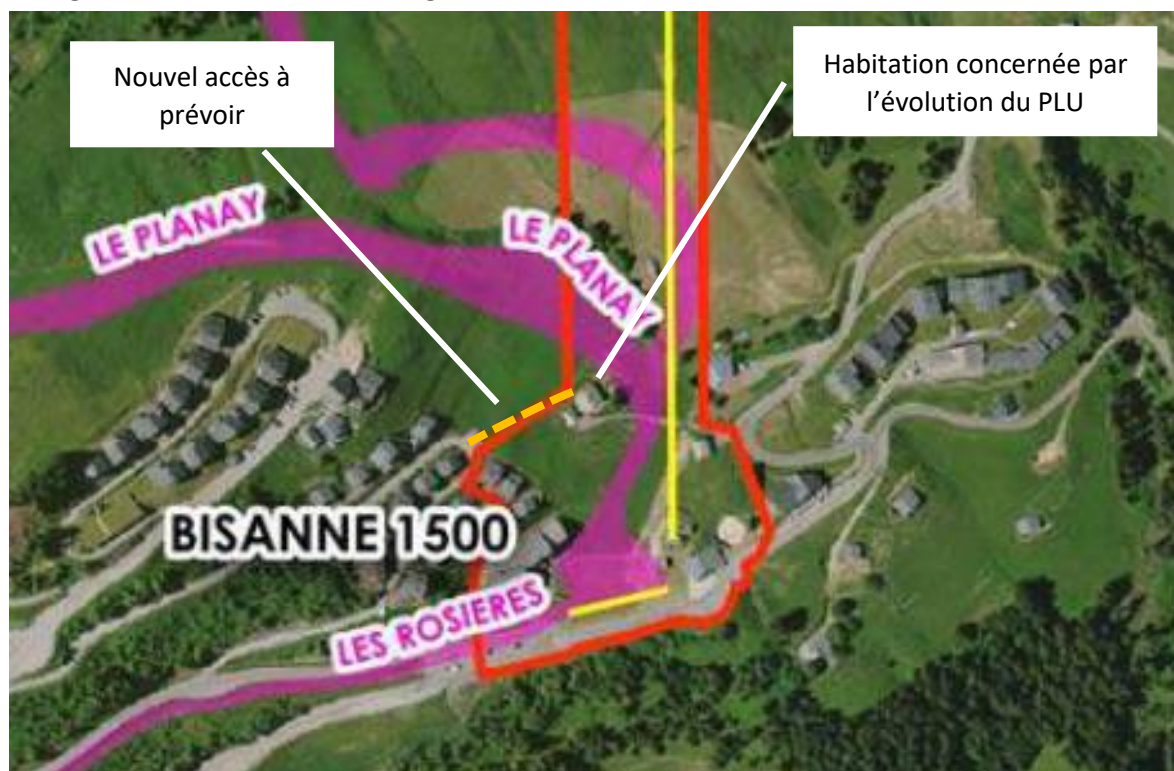 Nouvel accès à
prévoir
Habitation concernée par
l’évolution du PLU
LE PLANAY
LE PLANAY
BISANNE 1500
LES ROSIERES